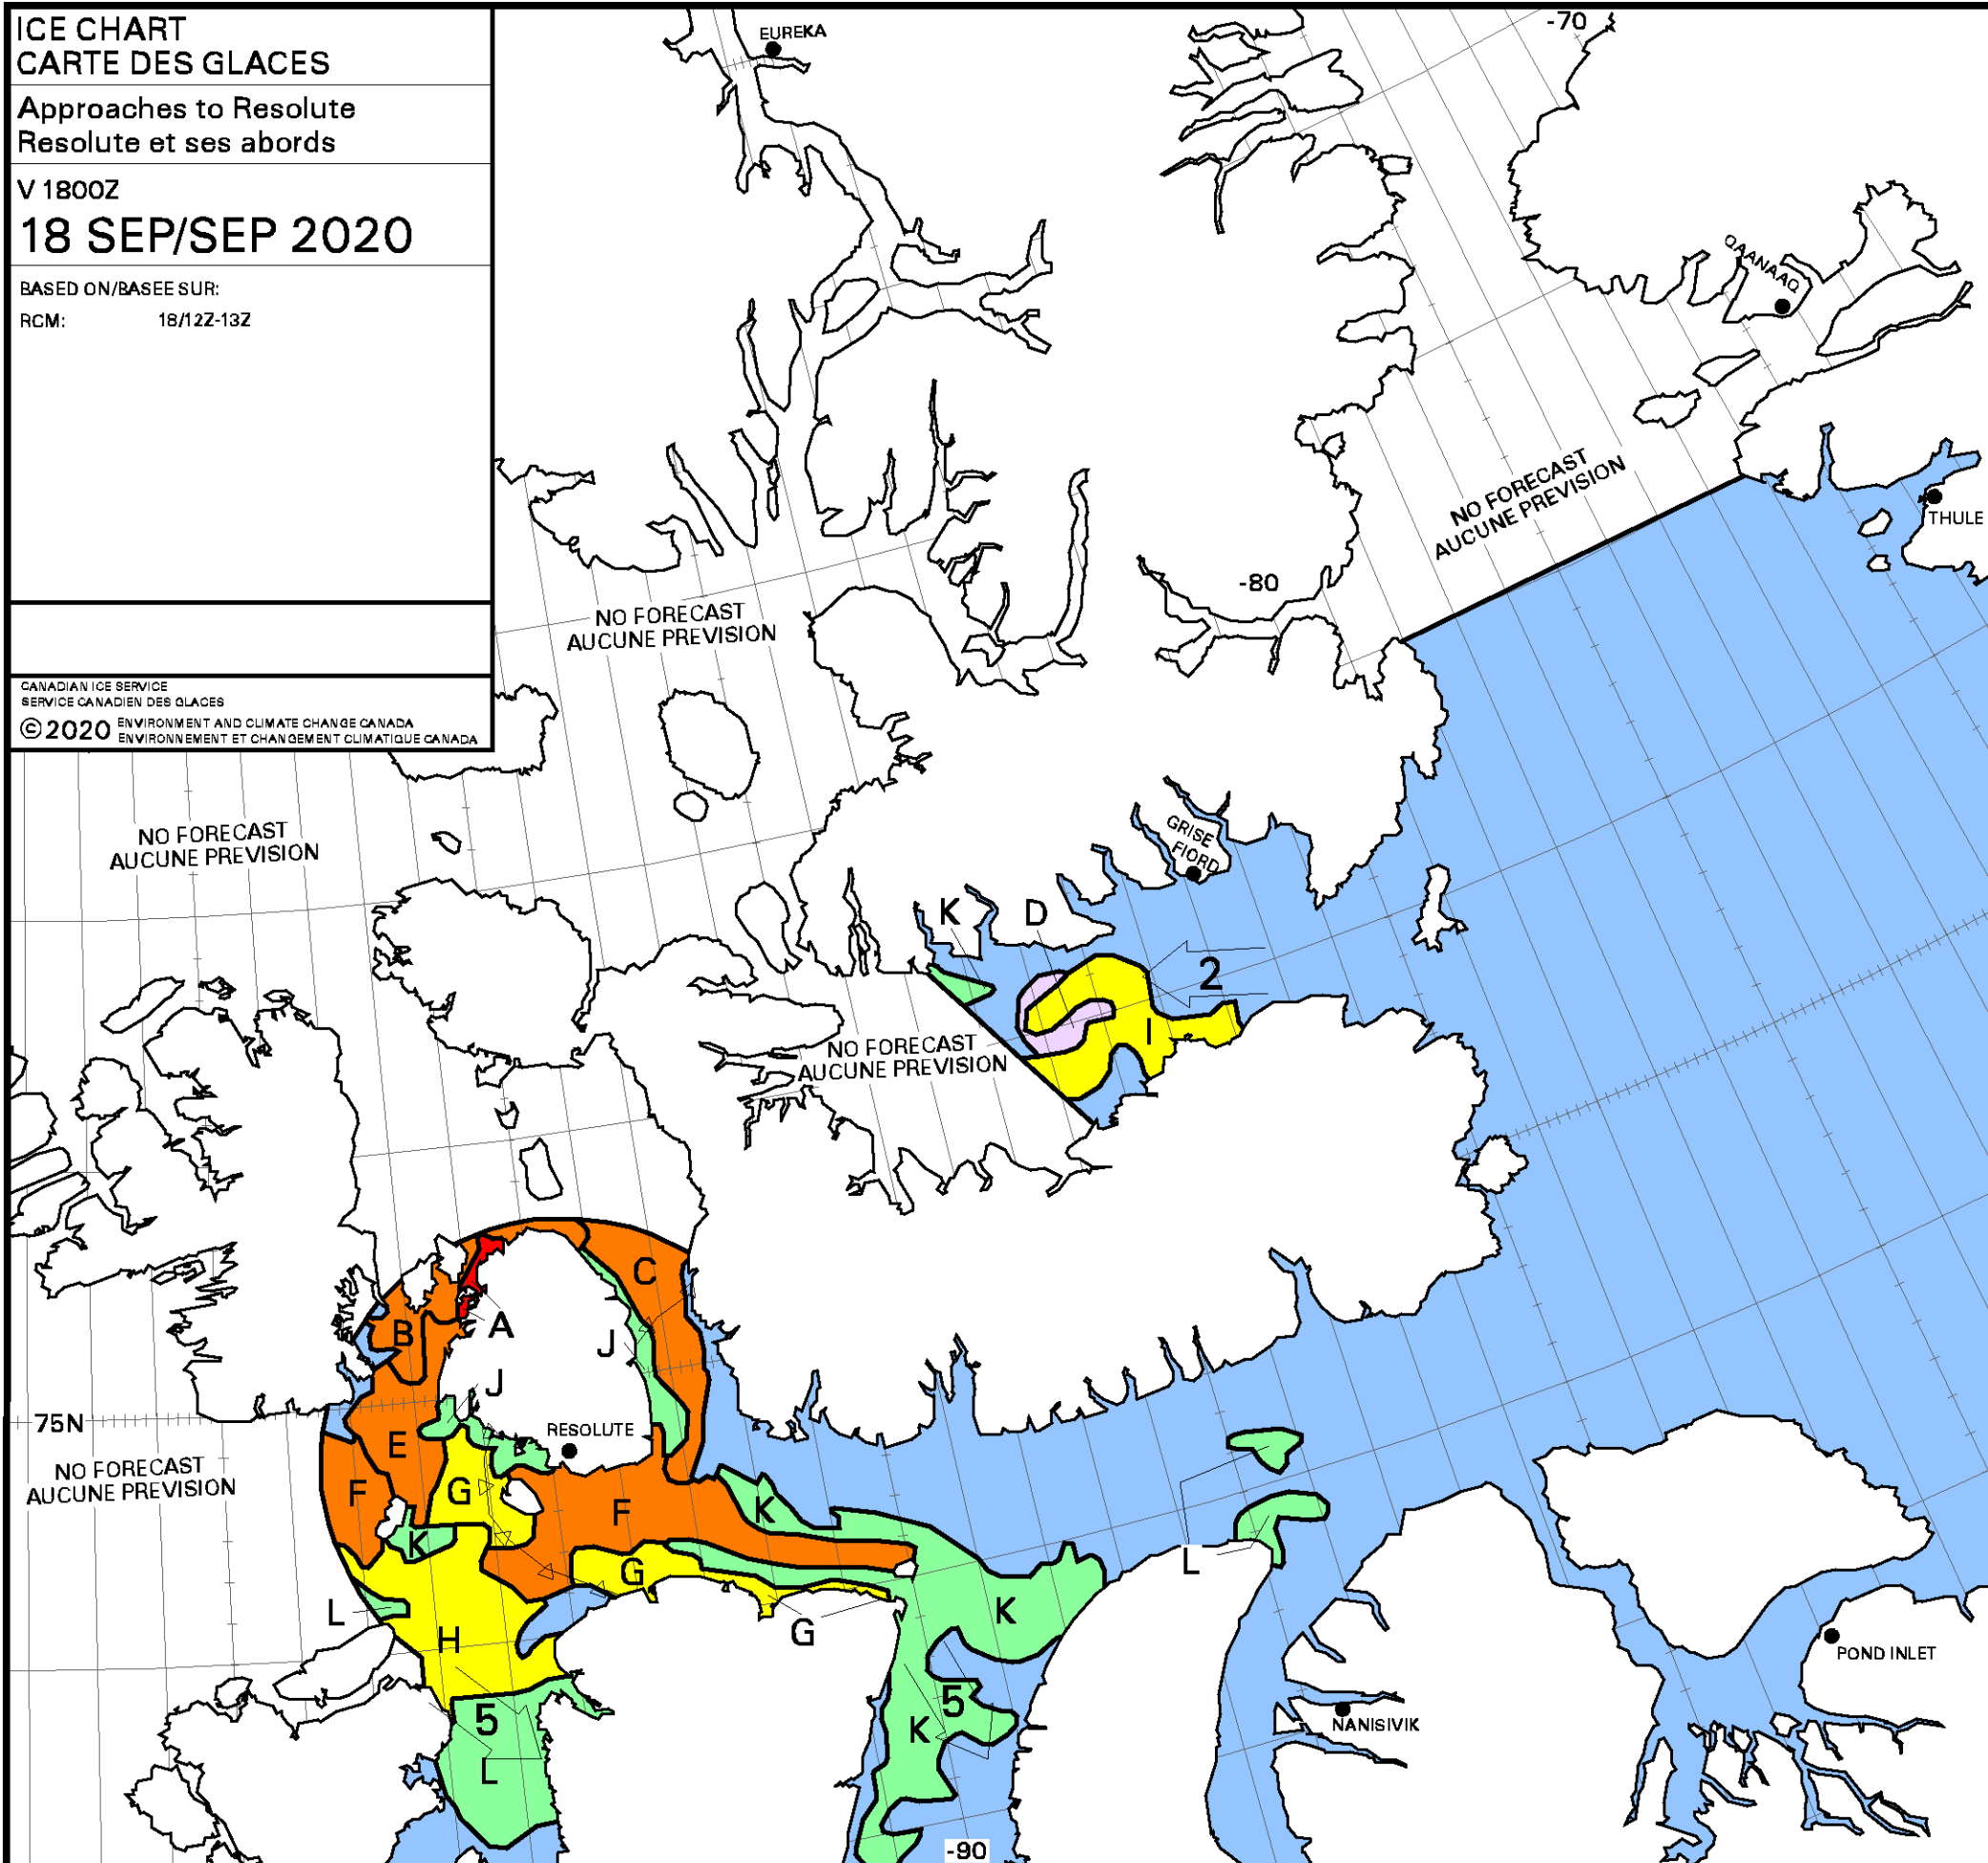 ICE CHART
CARTE DES GLACES
Approaches to Resolute
Resolute et ses abords
V 1800Z
18 SEP/SEP 2020
BASED ON/BASEE SUR:
RCM: 18/12Z-13Z
CANADIAN ICE SERVICE
SERVICE CANADIEN DES GLACES
©2020 ENVIRONMENT AND CLIMATE CHANGE CANADA
ENVIRONNEMENT ET CHANGEMENT CLIMATIQUE CANADA
EUREKA
-70
QAANAAQ
NO FORECAST
AUCUNE PREVISION
THULE
-80
NO FORECAST
AUCUNE PREVISION
NO FORECAST
AUCUNE PREVISION
GRISE
FIORD
K
D
2
I
NO FORECAST
AUCUNE PREVISION
C
A
B
J
J
75N
RESOLUTE
E
NO FORECAST
AUCUNE PREVISION
F
G
F
K
K
G
L
L
H
G
K
POND INLET
5
5
K
NANISIVIK
L
-90